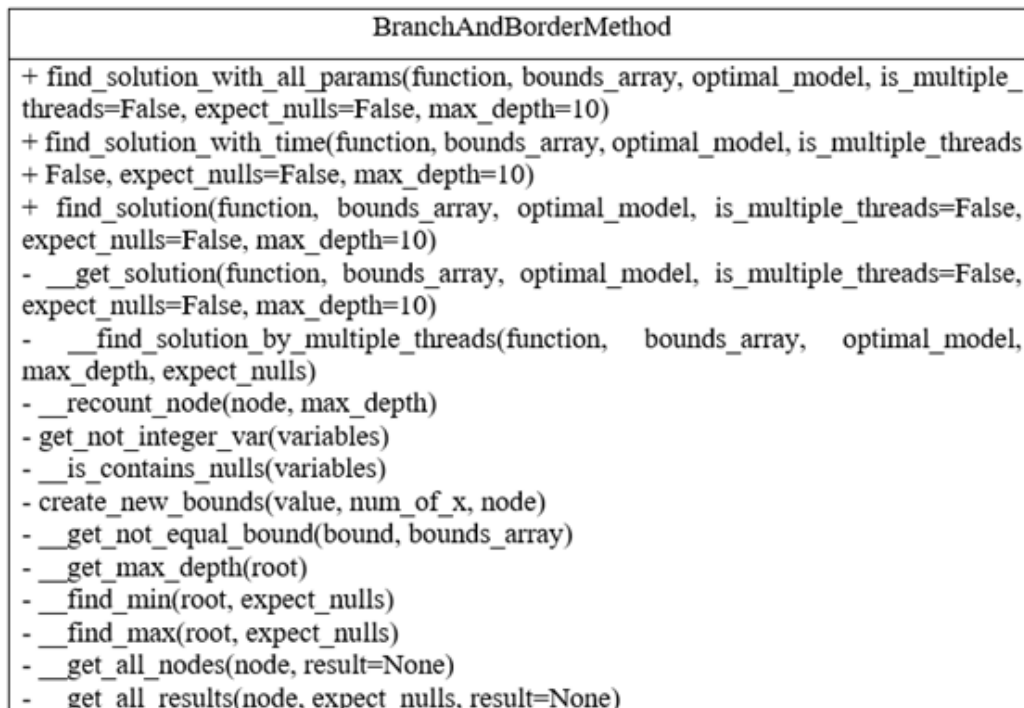 BranchAndBorderMethod
+ find_solution_with_all_params(function, bounds_array, optimal_model, is_multiple_
threads=False, expect_nulls=False, max_depth=10)
+ find_solution_with_time(function, bounds_array, optimal_model, is_multiple_threads
+ False, expect_nulls=False, max_depth=10)
+ find_solution(function, bounds_array, optimal_model, is_multiple_threads=False,
expect_nulls=False, max_depth=10)
- __get_solution(function, bounds_array, optimal_model, is_multiple_threads=False,
expect_nulls=False, max_depth=10)
- __find_solution_by_multiple_threads(function, bounds_array, optimal_model,
max_depth, expect_nulls)
- __recount_node(node, max_depth)
- get_not_integer_var(variables)
- __is_contains_nulls(variables)
- create_new_bounds(value, num_of_x, node)
- __get_not_equal_bound(bound, bounds_array)
- __get_max_depth(root)
- __find_min(root, expect_nulls)
- __find_max(root, expect_nulls)
- __get_all_nodes(node, result=None)
- __get_all_results(node, expect_nulls, result=None)